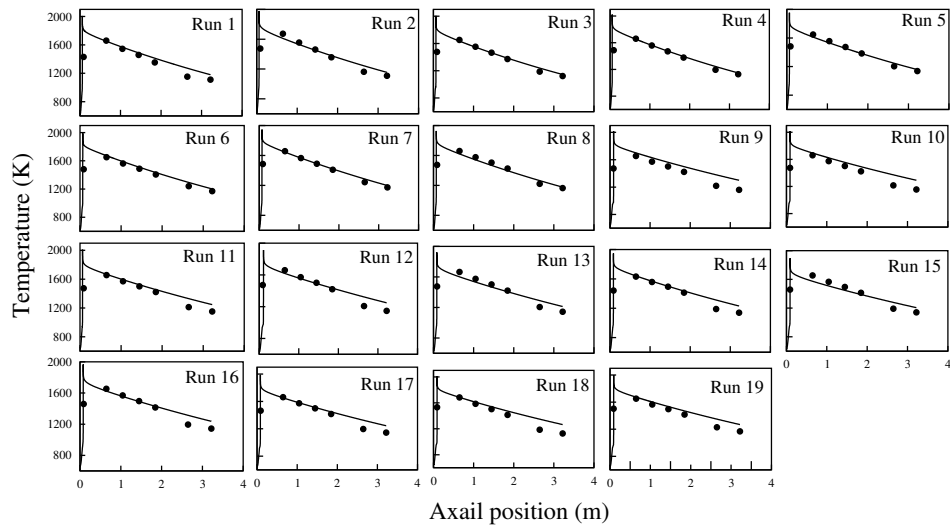 2000
1600
1200
800
Run 1
Run 2
Run 3
Run 4
Run 5
Temperature (K)
2000
1600
1200
800
Run 6
Run 7
Run 8
Run 9
Run 10
2000
1600
1200
800
Run 11
Run 12
Run 13
Run 14
Run 15
0 1 2 3 4
2000
1600
1200
800
Run 16
Run 17
Run 18
Run 19
0 1 2 3 4
0 1 2 3 4
0 1 2 3 4
0 1 2 3 4
Axail position (m)